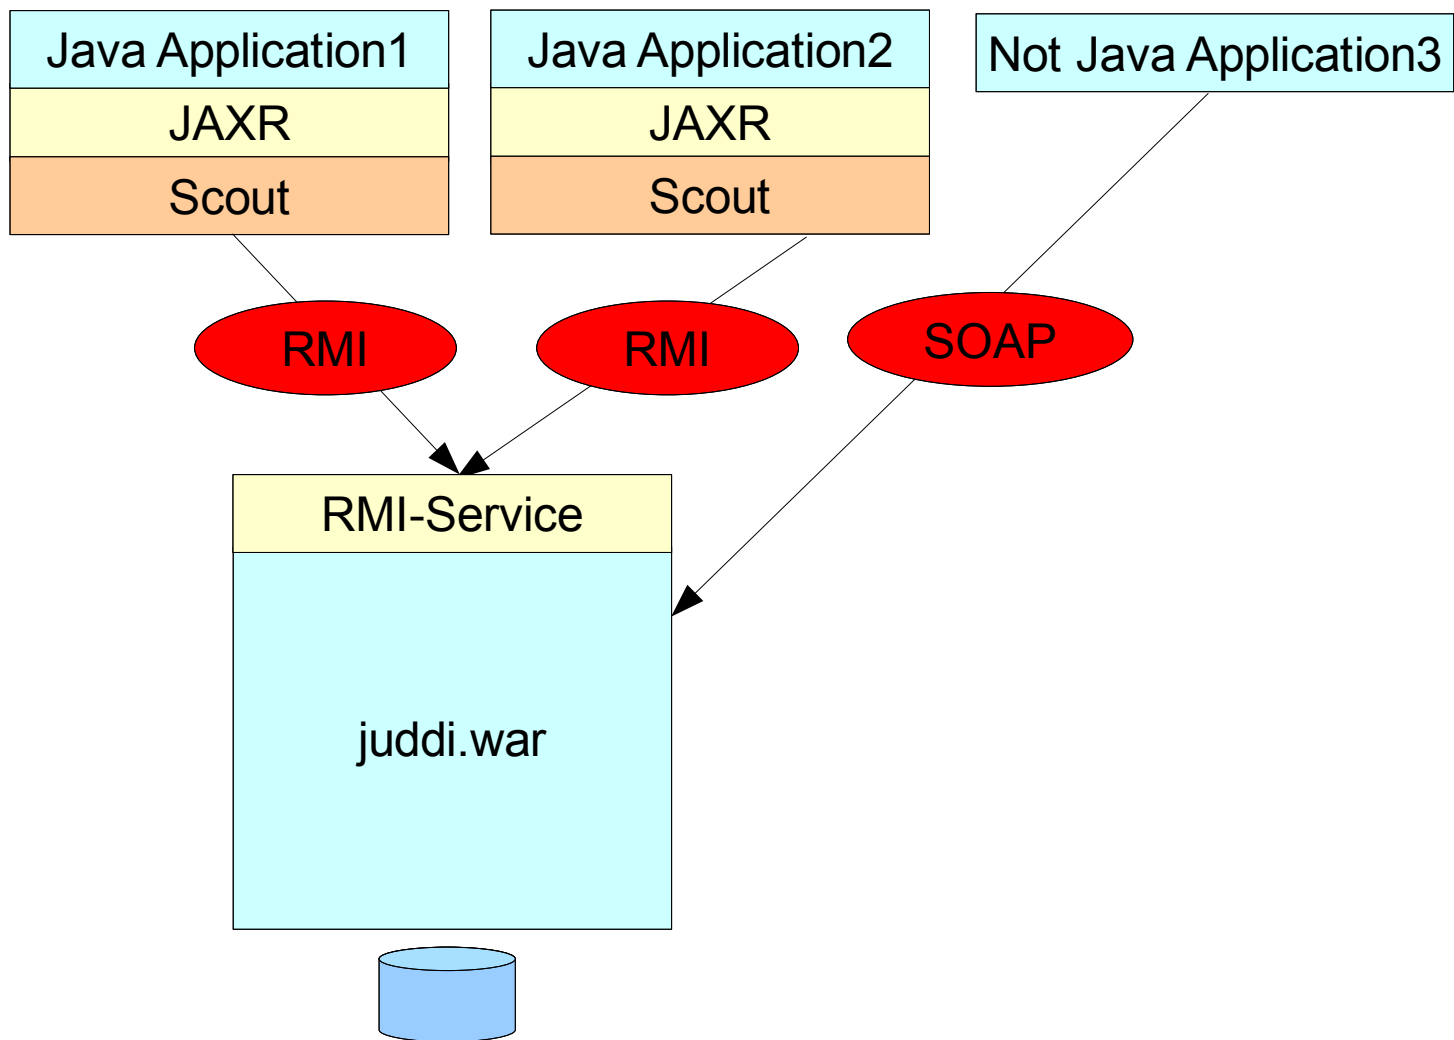 Java Application1
JAXR
Scout
Java Application2
JAXR
Scout
Not Java Application3
RMI
RMI
SOAP
RMI-Service
juddi.war